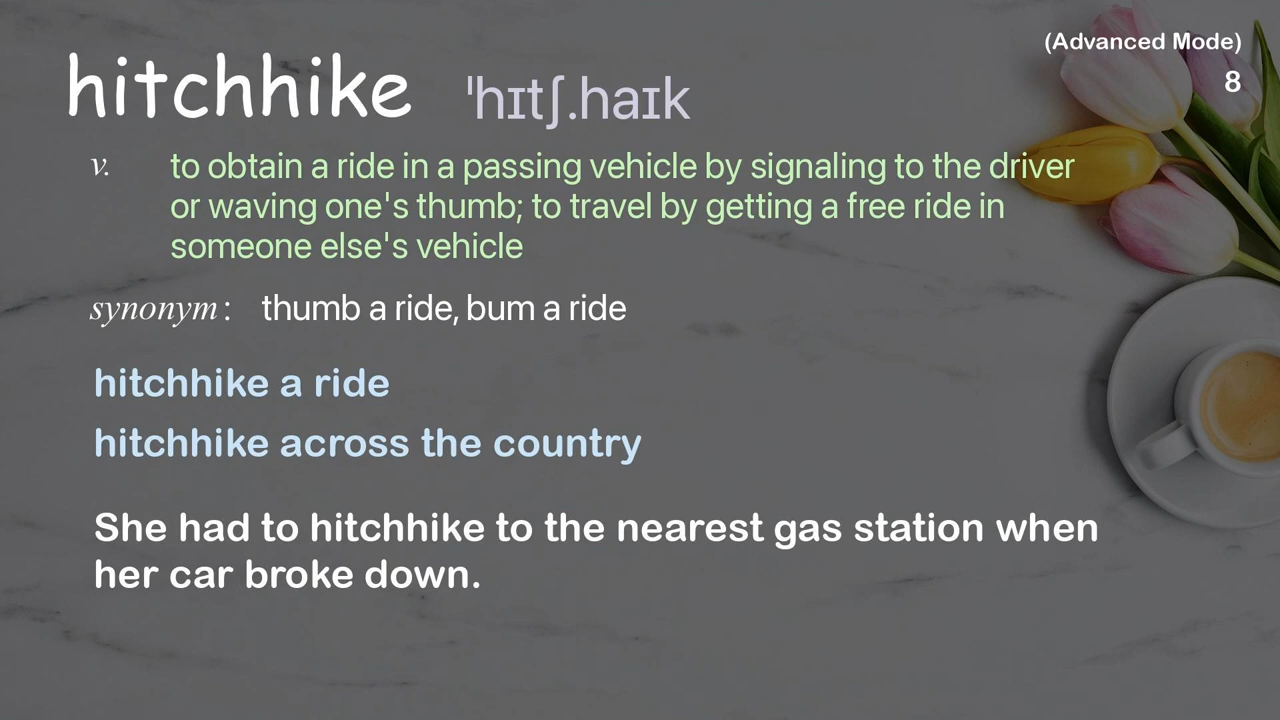 (Advanced Mode)
8
hitchhike ˈhɪtʃ.haɪk
v. to obtain a ride in a passing vehicle by signaling to the driver
or waving one's thumb; to travel by getting a free ride in
someone else's vehicle
synonym: thumb a ride, bum a ride
hitchhike a ride
hitchhike across the country
She had to hitchhike to the nearest gas station when
her car broke down.